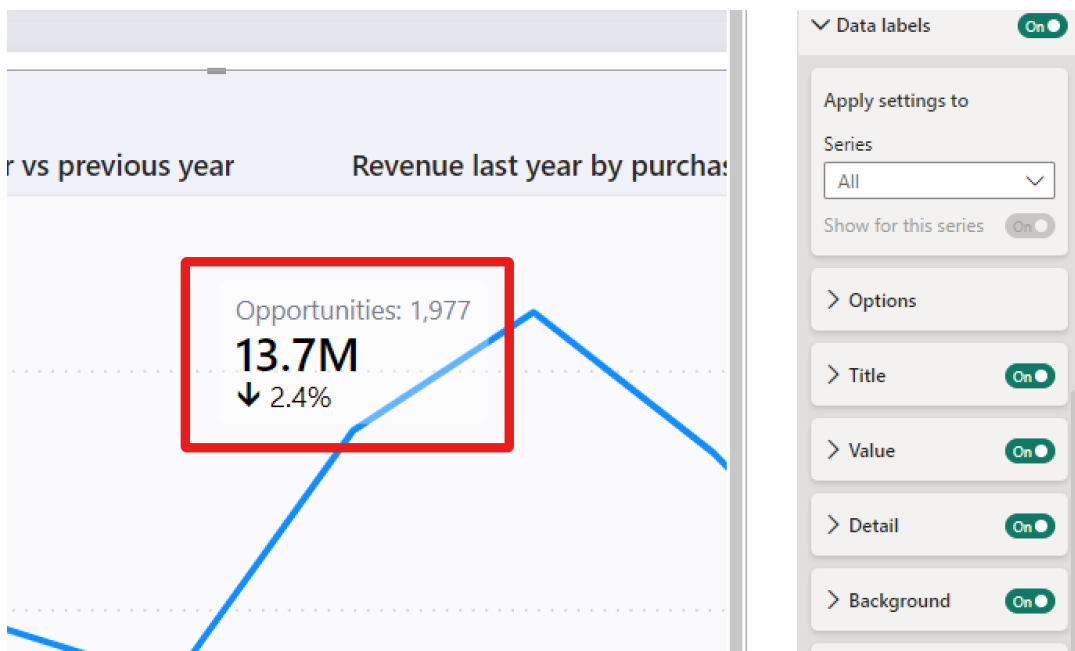 r vs previous year
Revenue last year by purchas
Opportunities: 1,977
13.7M
↓ 2.4%
Data labels
On
Apply settings to
Series
All
Show for this series
On
Options
Title
On
Value
On
Detail
On
Background
On